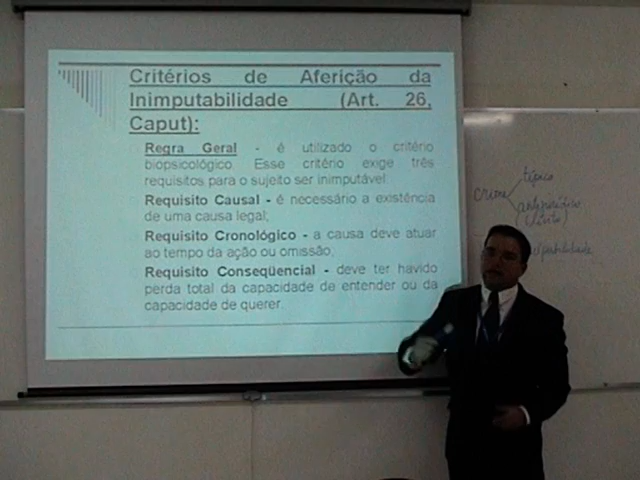 Critérios de Aferição da
Inimputabilidade (Art. 26,
Caput):
Regra Geral - é utilizado o critério
biopsicológico. Esse critério exige três
requisitos para o sujeito ser inimputável:
Requisito Causal - é necessário a existência
de uma causa legal;
Requisito Cronológico - a causa deve atuar
ao tempo da ação ou omissão;
Requisito Conseqüencial - deve ter havido
perda total da capacidade de entender ou da
capacidade de querer.
típico
crime
antijurídico